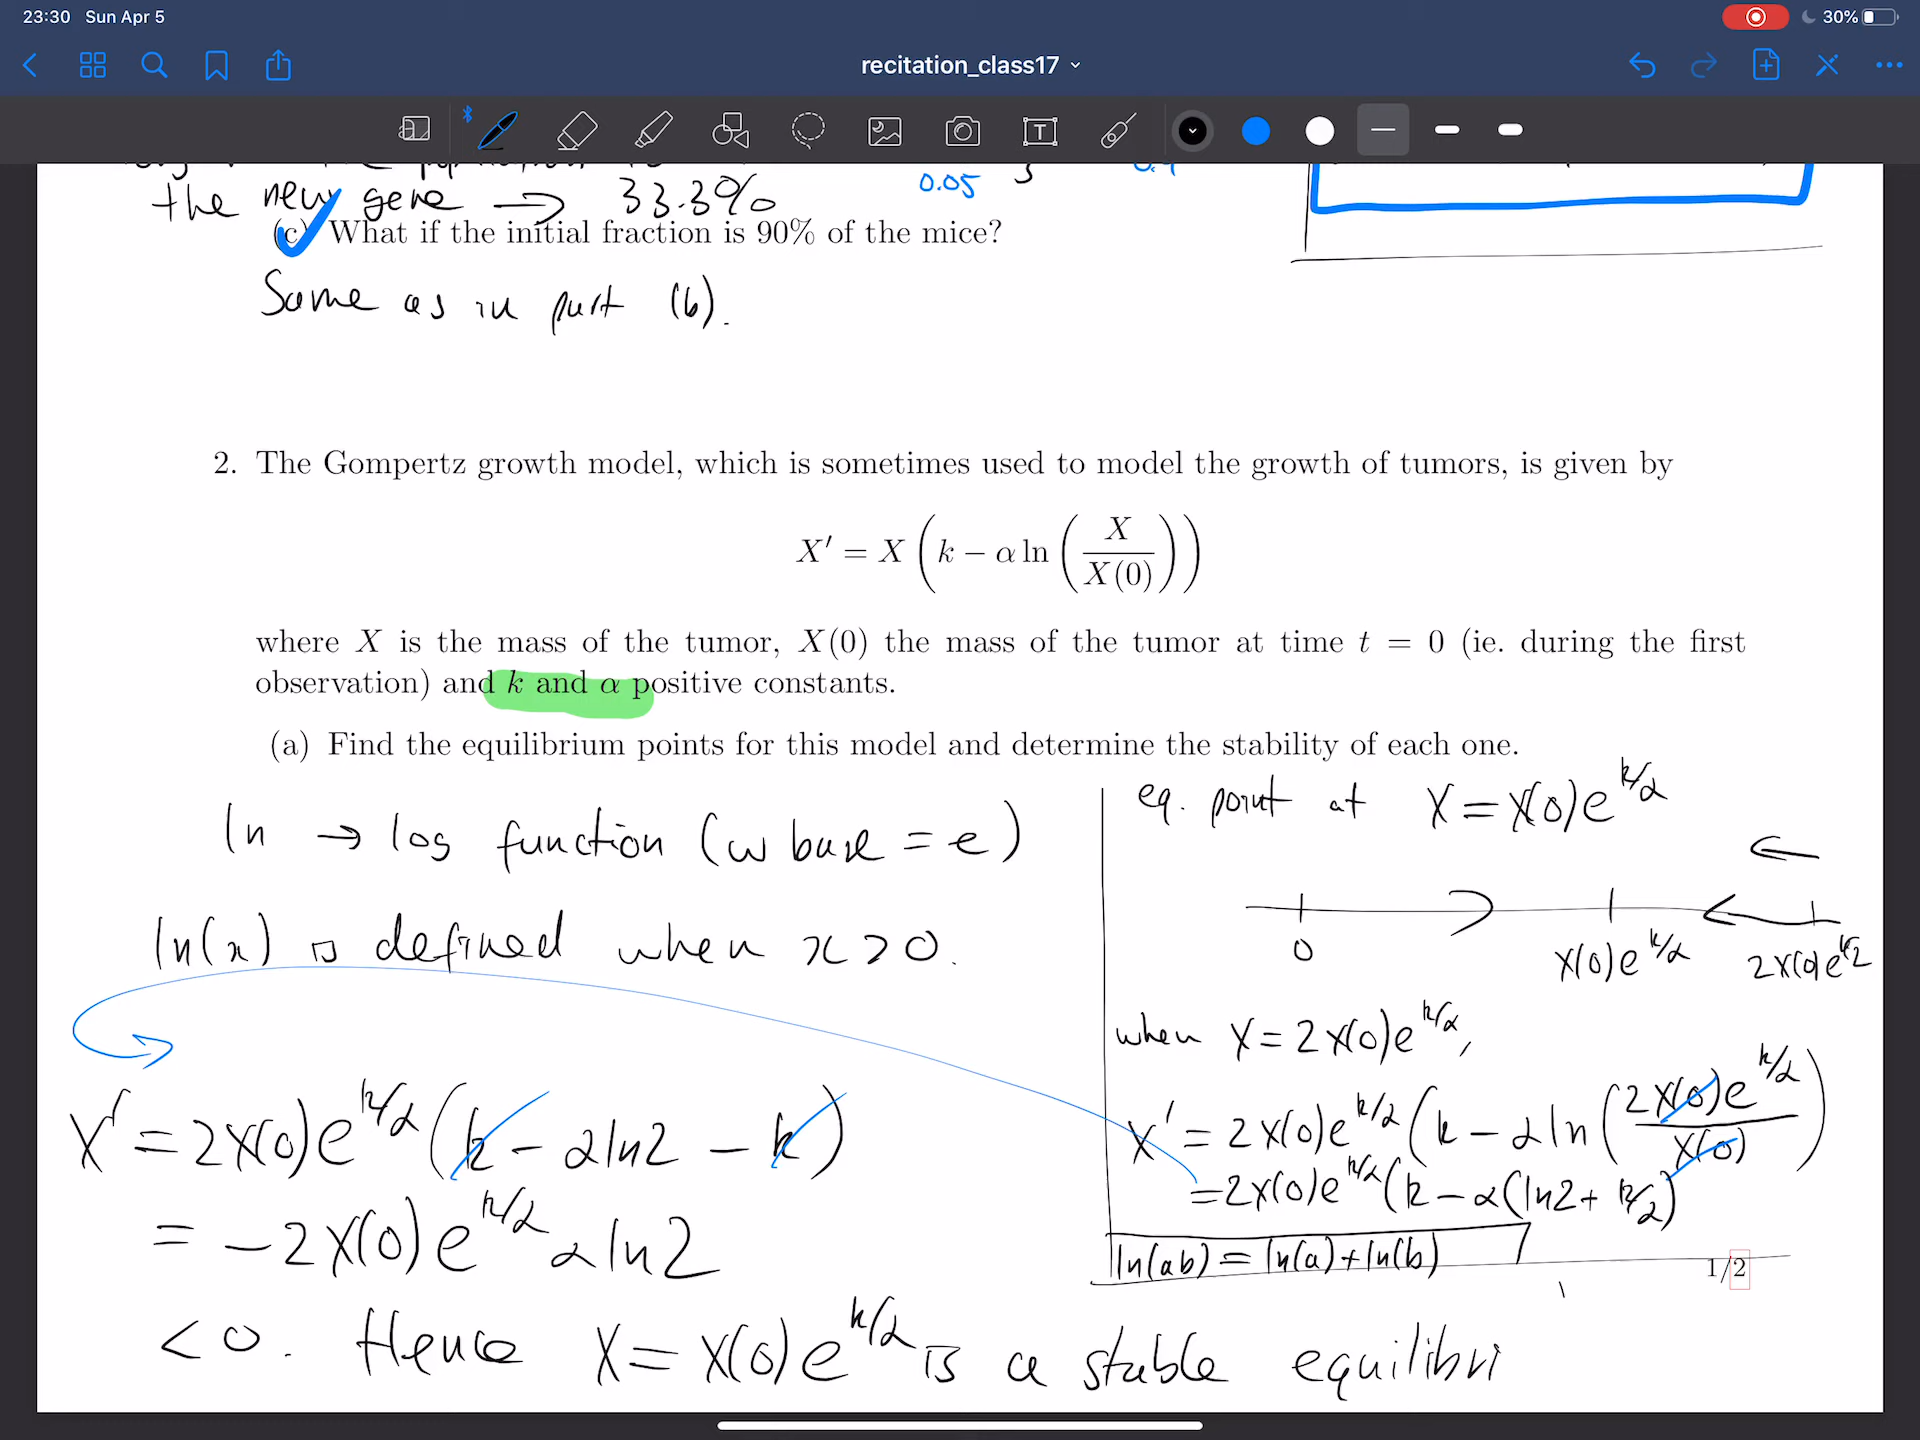 23:30 Sun Apr 5
30%
recitation_class17
the new gene → 33.3%
0.05
(c) What if the initial fraction is 90% of the mice?
Same as in part (b).
2. The Gompertz growth model, which is sometimes used to model the growth of tumors, is given by
X′ = X (k − α ln (X / X(0)))
where X is the mass of the tumor, X(0) the mass of the tumor at time t = 0 (ie. during the first
observation) and k and α positive constants.
(a) Find the equilibrium points for this model and determine the stability of each one.
ln → log function (w base = e)
ln(x) is defined when x > 0.
X′ = 2X(0)e^{k/α} (k − α ln2 − k)
= −2X(0)e^{k/α} α ln2
< 0. Hence X = X(0)e^{k/α} is a stable equilibri
eq. point at X = X(0)e^{k/α}
0 X(0)e^{k/α} 2X(0)e^{k/2}
when X = 2X(0)e^{k/α},
X′ = 2X(0)e^{k/α} (k − α ln (2X(0)e^{k/α} / X(0)))
= 2X(0)e^{k/α} (k − α(ln2 + k/α)
ln(ab) = ln(a) + ln(b)
1/2